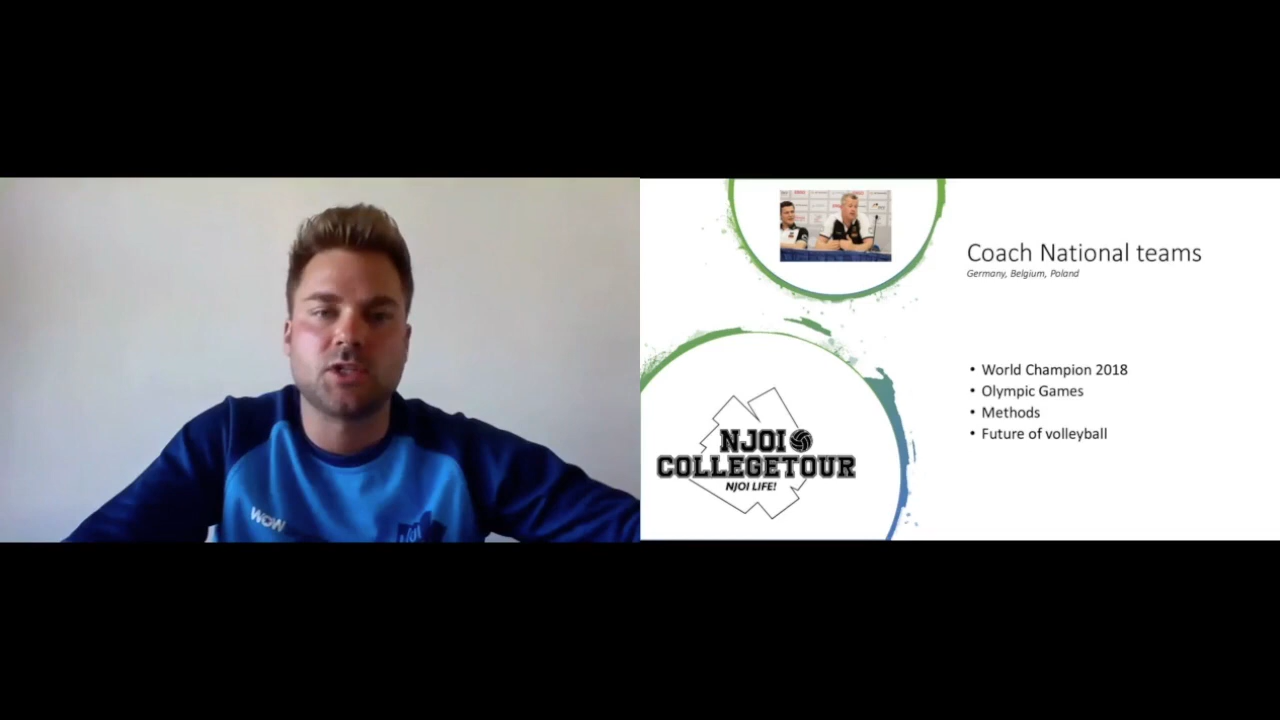 WOW
Coach National teams
Germany, Belgium, Poland
• World Champion 2018
• Olympic Games
• Methods
• Future of volleyball
NJOI
COLLEGETOUR
NJOI LIFE!